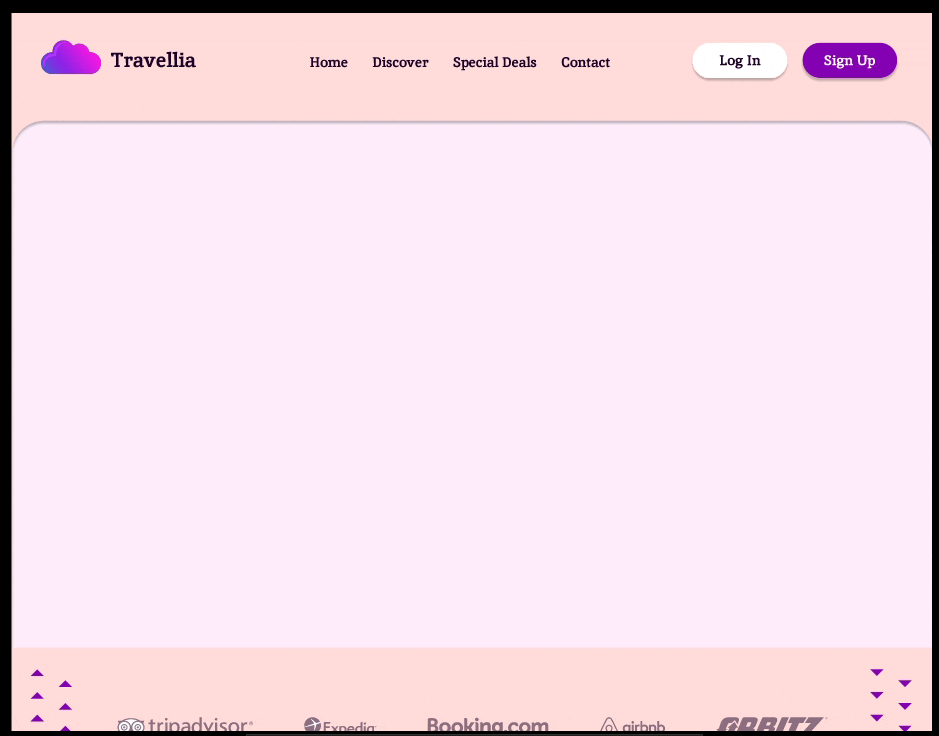 Travellia
Home Discover Special Deals Contact
Log In Sign Up
tripadvisor® Expedia Booking.com airbnb ORBITZ